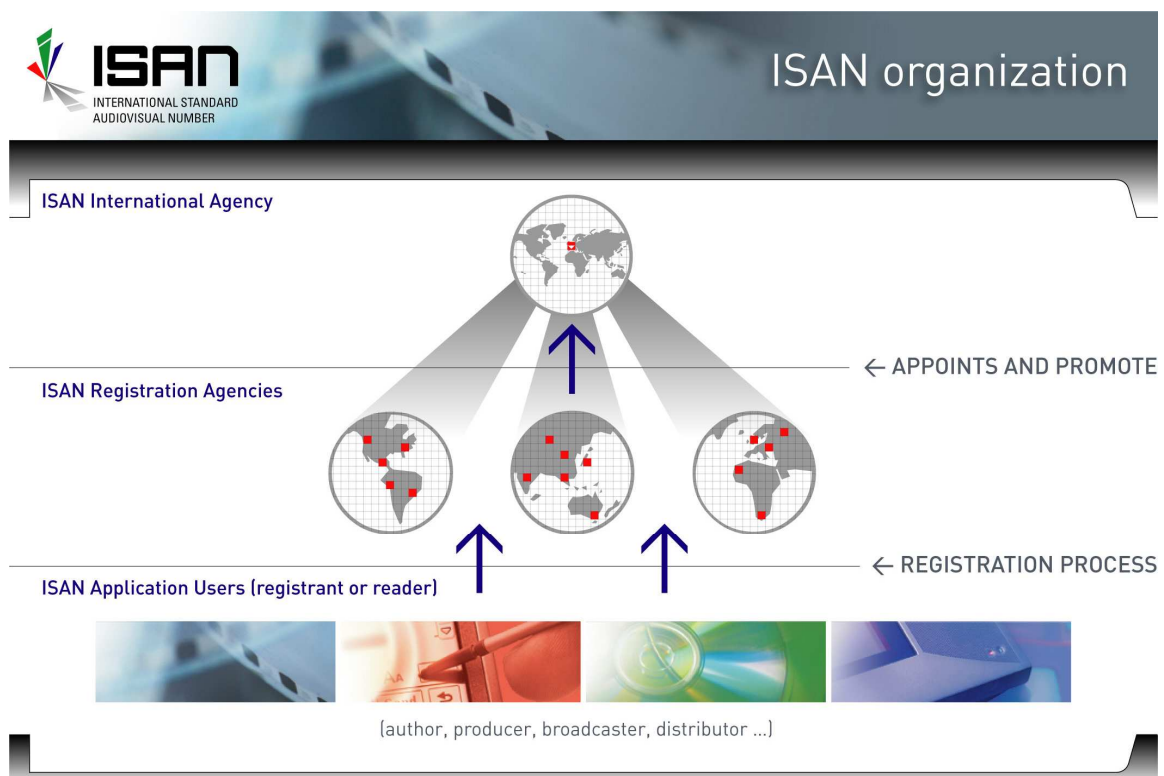 ISAN
INTERNATIONAL STANDARD
AUDIOVISUAL NUMBER
ISAN organization
ISAN International Agency
← APPOINTS AND PROMOTE
ISAN Registration Agencies
← REGISTRATION PROCESS
ISAN Application Users (registrant or reader)
(author, producer, broadcaster, distributor ...)